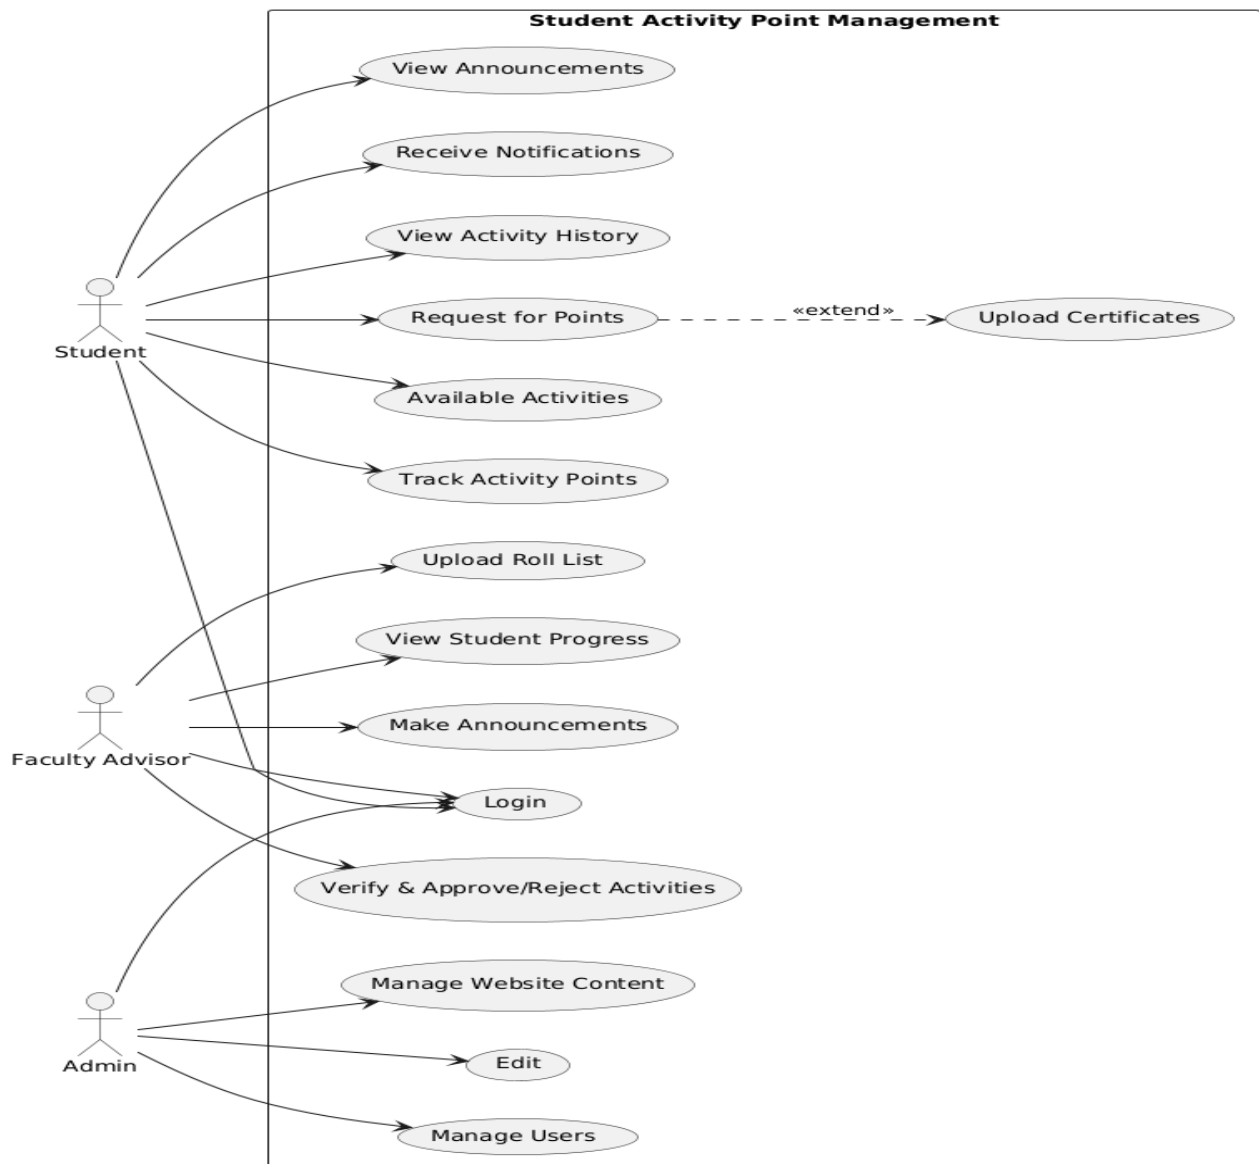 Student Activity Point Management
View Announcements
Receive Notifications
View Activity History
Request for Points
«extend»
Upload Certificates
Student
Available Activities
Track Activity Points
Upload Roll List
View Student Progress
Make Announcements
Faculty Advisor
Login
Verify & Approve/Reject Activities
Manage Website Content
Edit
Admin
Manage Users